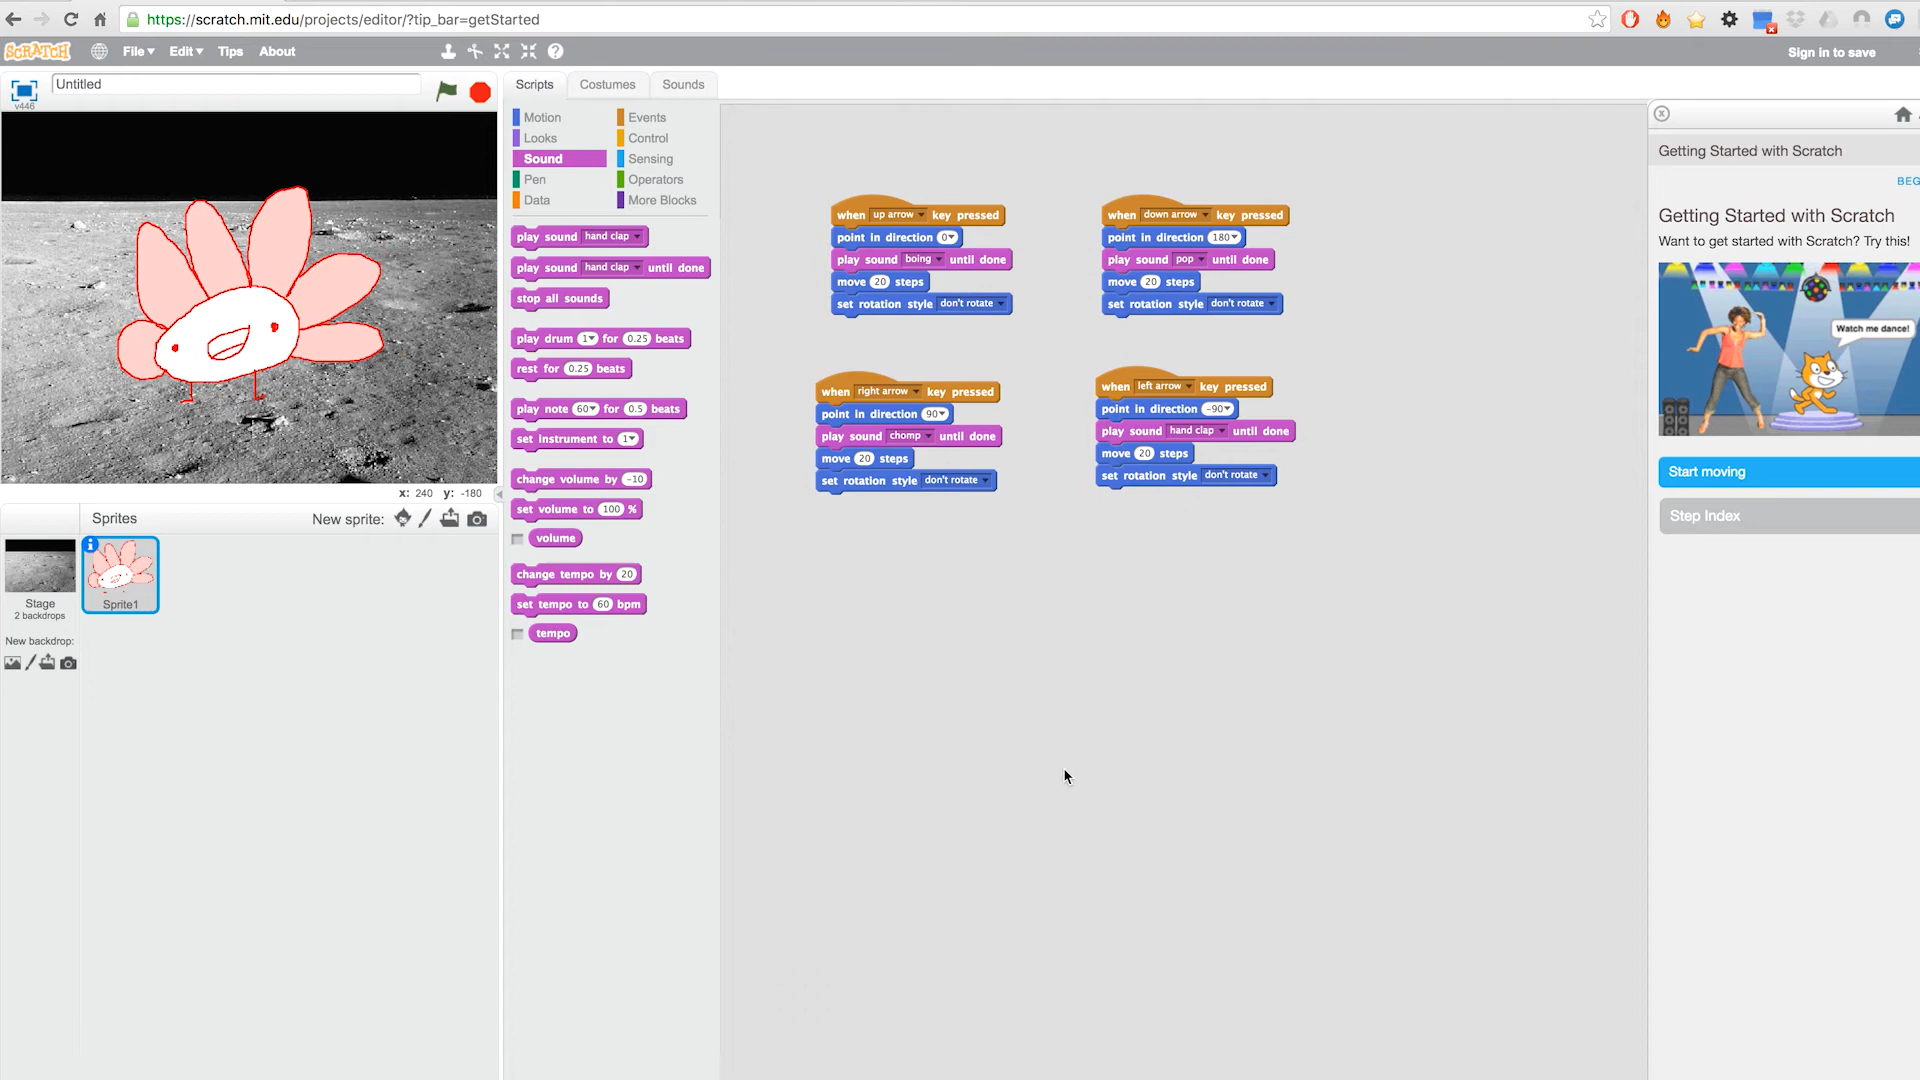 https://scratch.mit.edu/projects/editor/?tip_bar=getStarted
SCRATCH File Edit Tips About Sign in to save
Untitled
v446
Scripts Costumes Sounds
Motion Events
Looks Control
Sound Sensing
Pen Operators
Data More Blocks
play sound hand clap
play sound hand clap until done
stop all sounds
play drum 1 for 0.25 beats
rest for 0.25 beats
play note 60 for 0.5 beats
set instrument to 1
change volume by -10
set volume to 100 %
volume
change tempo by 20
set tempo to 60 bpm
tempo
when up arrow key pressed
point in direction 0
play sound boing until done
move 20 steps
set rotation style don't rotate
when down arrow key pressed
point in direction 180
play sound pop until done
move 20 steps
set rotation style don't rotate
when right arrow key pressed
point in direction 90
play sound chomp until done
move 20 steps
set rotation style don't rotate
when left arrow key pressed
point in direction -90
play sound hand clap until done
move 20 steps
set rotation style don't rotate
x: 240 y: -180
Sprites New sprite:
Stage
2 backdrops
New backdrop:
Sprite1
Getting Started with Scratch
BEG
Getting Started with Scratch
Want to get started with Scratch? Try this!
Watch me dance!
Start moving
Step Index